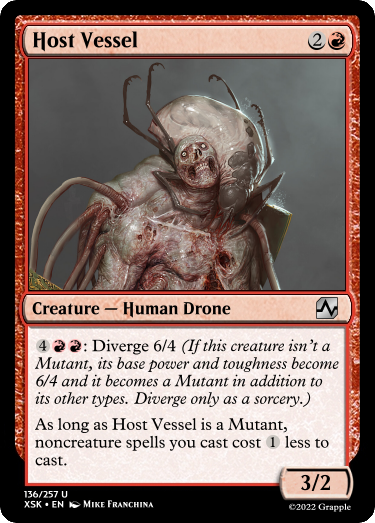 Host Vessel 2
Creature — Human Drone
4: Diverge 6/4 (If this creature isn't a
Mutant, its base power and toughness become
6/4 and it becomes a Mutant in addition to
its other types. Diverge only as a sorcery.)
As long as Host Vessel is a Mutant,
noncreature spells you cast cost 1 less to
cast.
3/2
136/257 U
XSK • EN Mike Franchina
©2022 Grapple